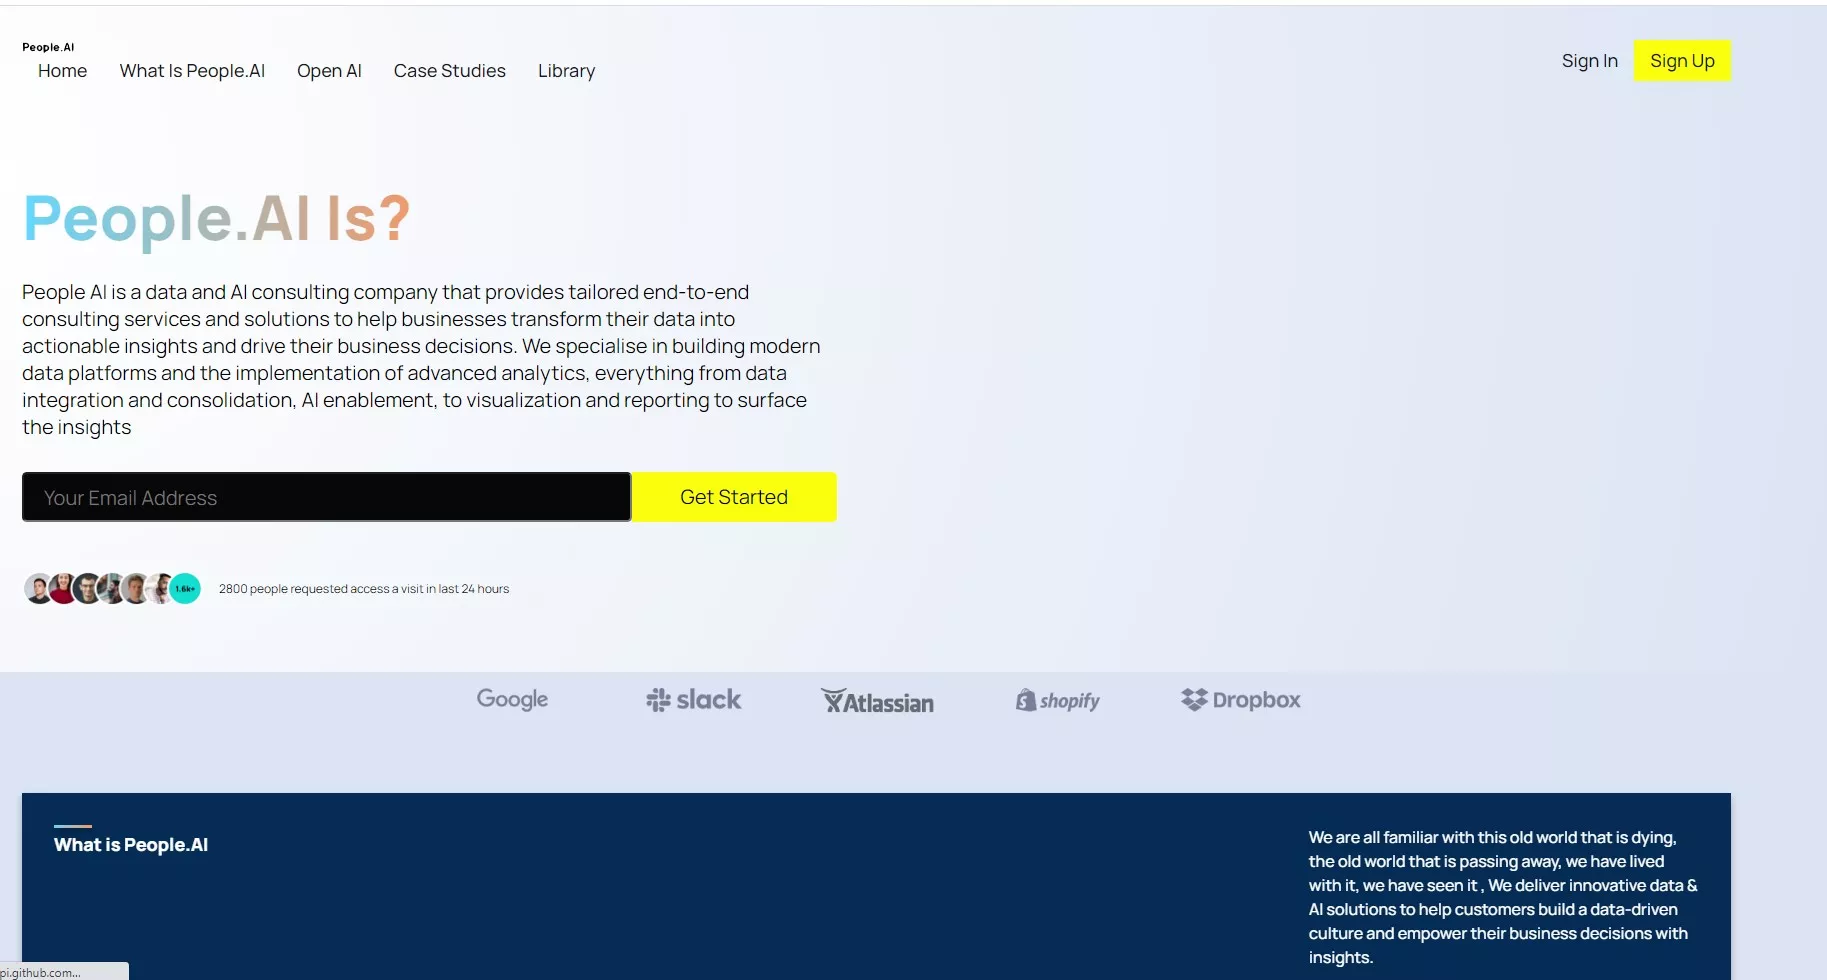 People.AI
Home What Is People.AI Open AI Case Studies Library
Sign In Sign Up
People.AI Is?
People AI is a data and AI consulting company that provides tailored end-to-end
consulting services and solutions to help businesses transform their data into
actionable insights and drive their business decisions. We specialise in building modern
data platforms and the implementation of advanced analytics, everything from data
integration and consolidation, AI enablement, to visualization and reporting to surface
the insights
Your Email Address
Get Started
1.6k+
2800 people requested access a visit in last 24 hours
Google slack Atlassian shopify Dropbox
What is People.AI
We are all familiar with this old world that is dying,
the old world that is passing away, we have lived
with it, we have seen it , We deliver innovative data &
AI solutions to help customers build a data-driven
culture and empower their business decisions with
insights.
pi.github.com...